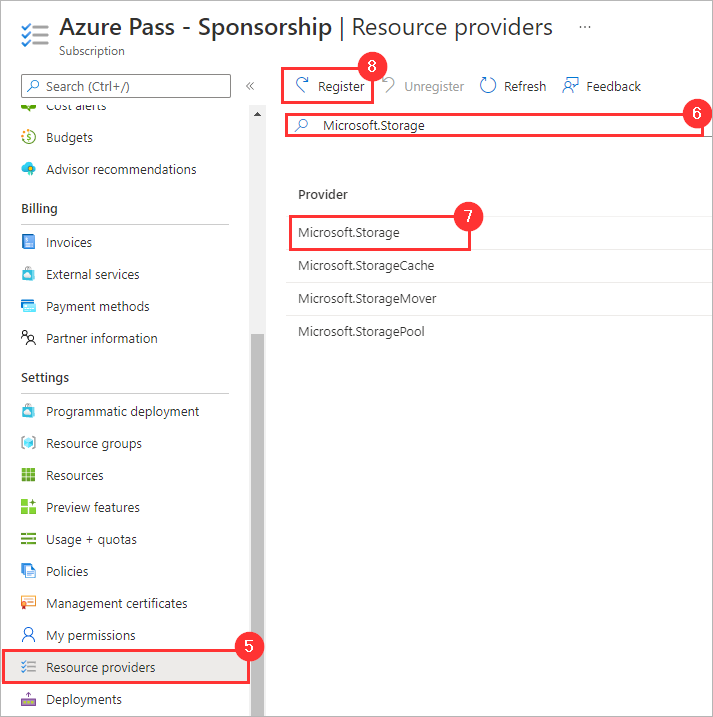 Azure Pass - Sponsorship | Resource providers ...
Subscription
Search (Ctrl+/) «
Cost alerts
Budgets
Advisor recommendations
Billing
Invoices
External services
Payment methods
Partner information
Settings
Programmatic deployment
Resource groups
Resources
Preview features
Usage + quotas
Policies
Management certificates
My permissions
5
Resource providers
Deployments
8
Register Unregister Refresh Feedback
6
Microsoft.Storage
Provider
7
Microsoft.Storage
Microsoft.StorageCache
Microsoft.StorageMover
Microsoft.StoragePool